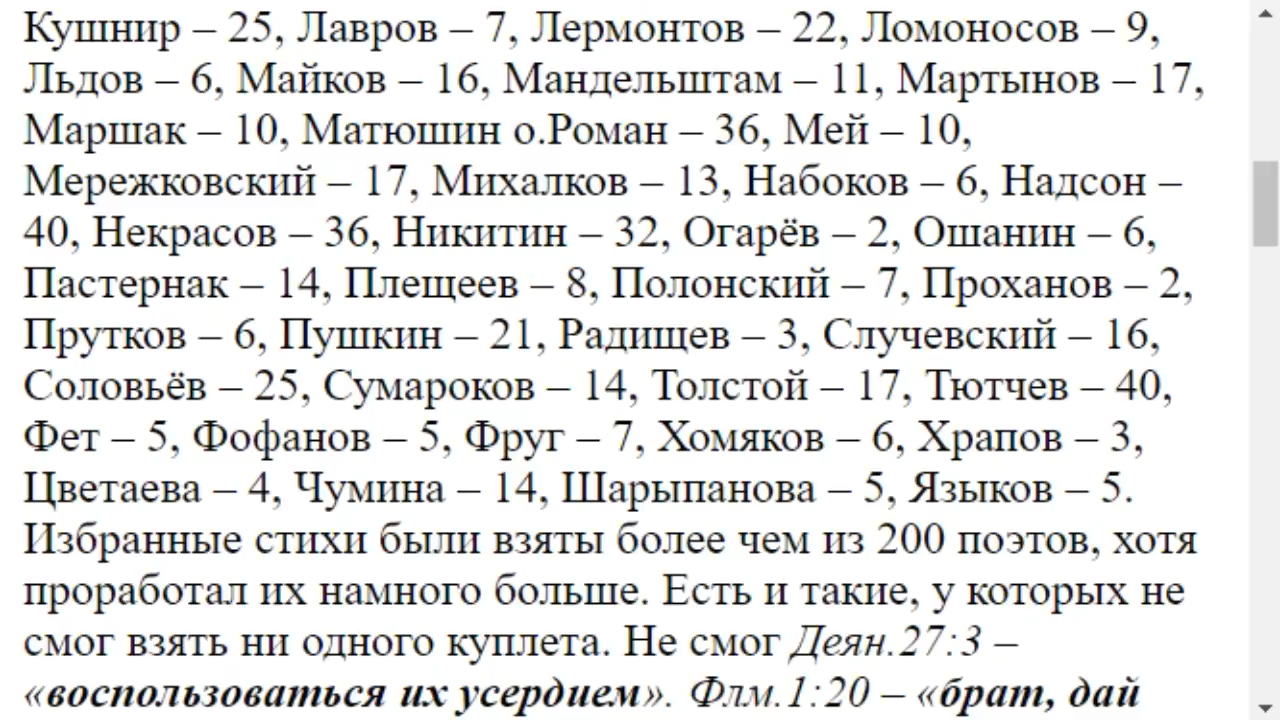 Кушнир – 25, Лавров – 7, Лермонтов – 22, Ломоносов – 9,
Льдов – 6, Майков – 16, Мандельштам – 11, Мартынов – 17,
Маршак – 10, Матюшин о.Роман – 36, Мей – 10,
Мережковский – 17, Михалков – 13, Набоков – 6, Надсон –
40, Некрасов – 36, Никитин – 32, Огарёв – 2, Ошанин – 6,
Пастернак – 14, Плещеев – 8, Полонский – 7, Проханов – 2,
Прутков – 6, Пушкин – 21, Радищев – 3, Случевский – 16,
Соловьёв – 25, Сумароков – 14, Толстой – 17, Тютчев – 40,
Фет – 5, Фофанов – 5, Фруг – 7, Хомяков – 6, Храпов – 3,
Цветаева – 4, Чумина – 14, Шарыпанова – 5, Языков – 5.
Избранные стихи были взяты более чем из 200 поэтов, хотя
проработал их намного больше. Есть и такие, у которых не
смог взять ни одного куплета. Не смог Деян.27:3 –
«воспользоваться их усердием». Флм.1:20 – «брат, дай